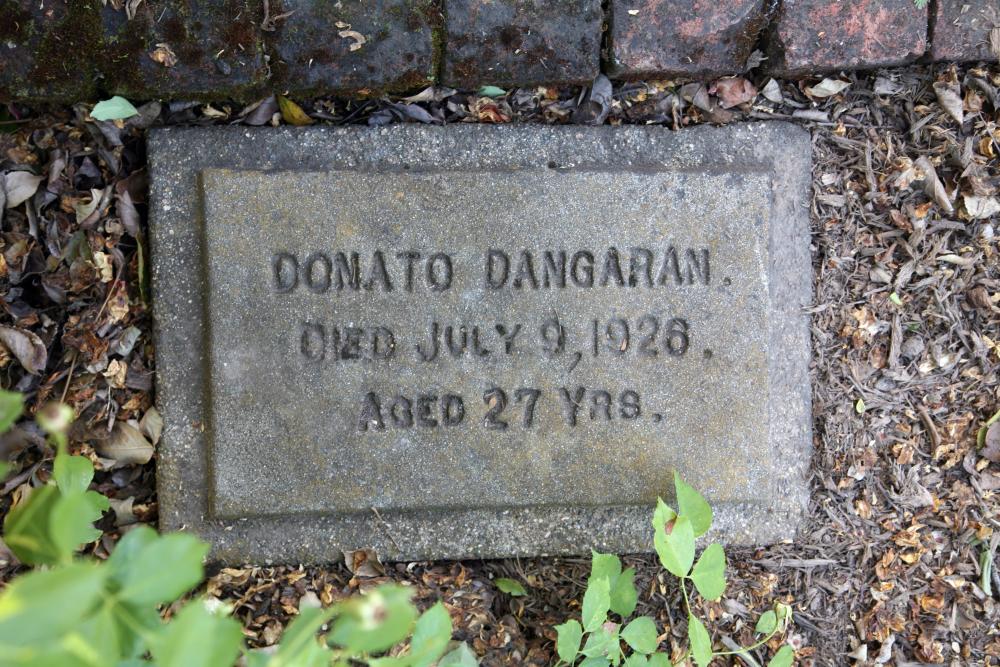 DONATO DANGARAN.
DIED JULY 9, 1926.
AGED 27 YRS.